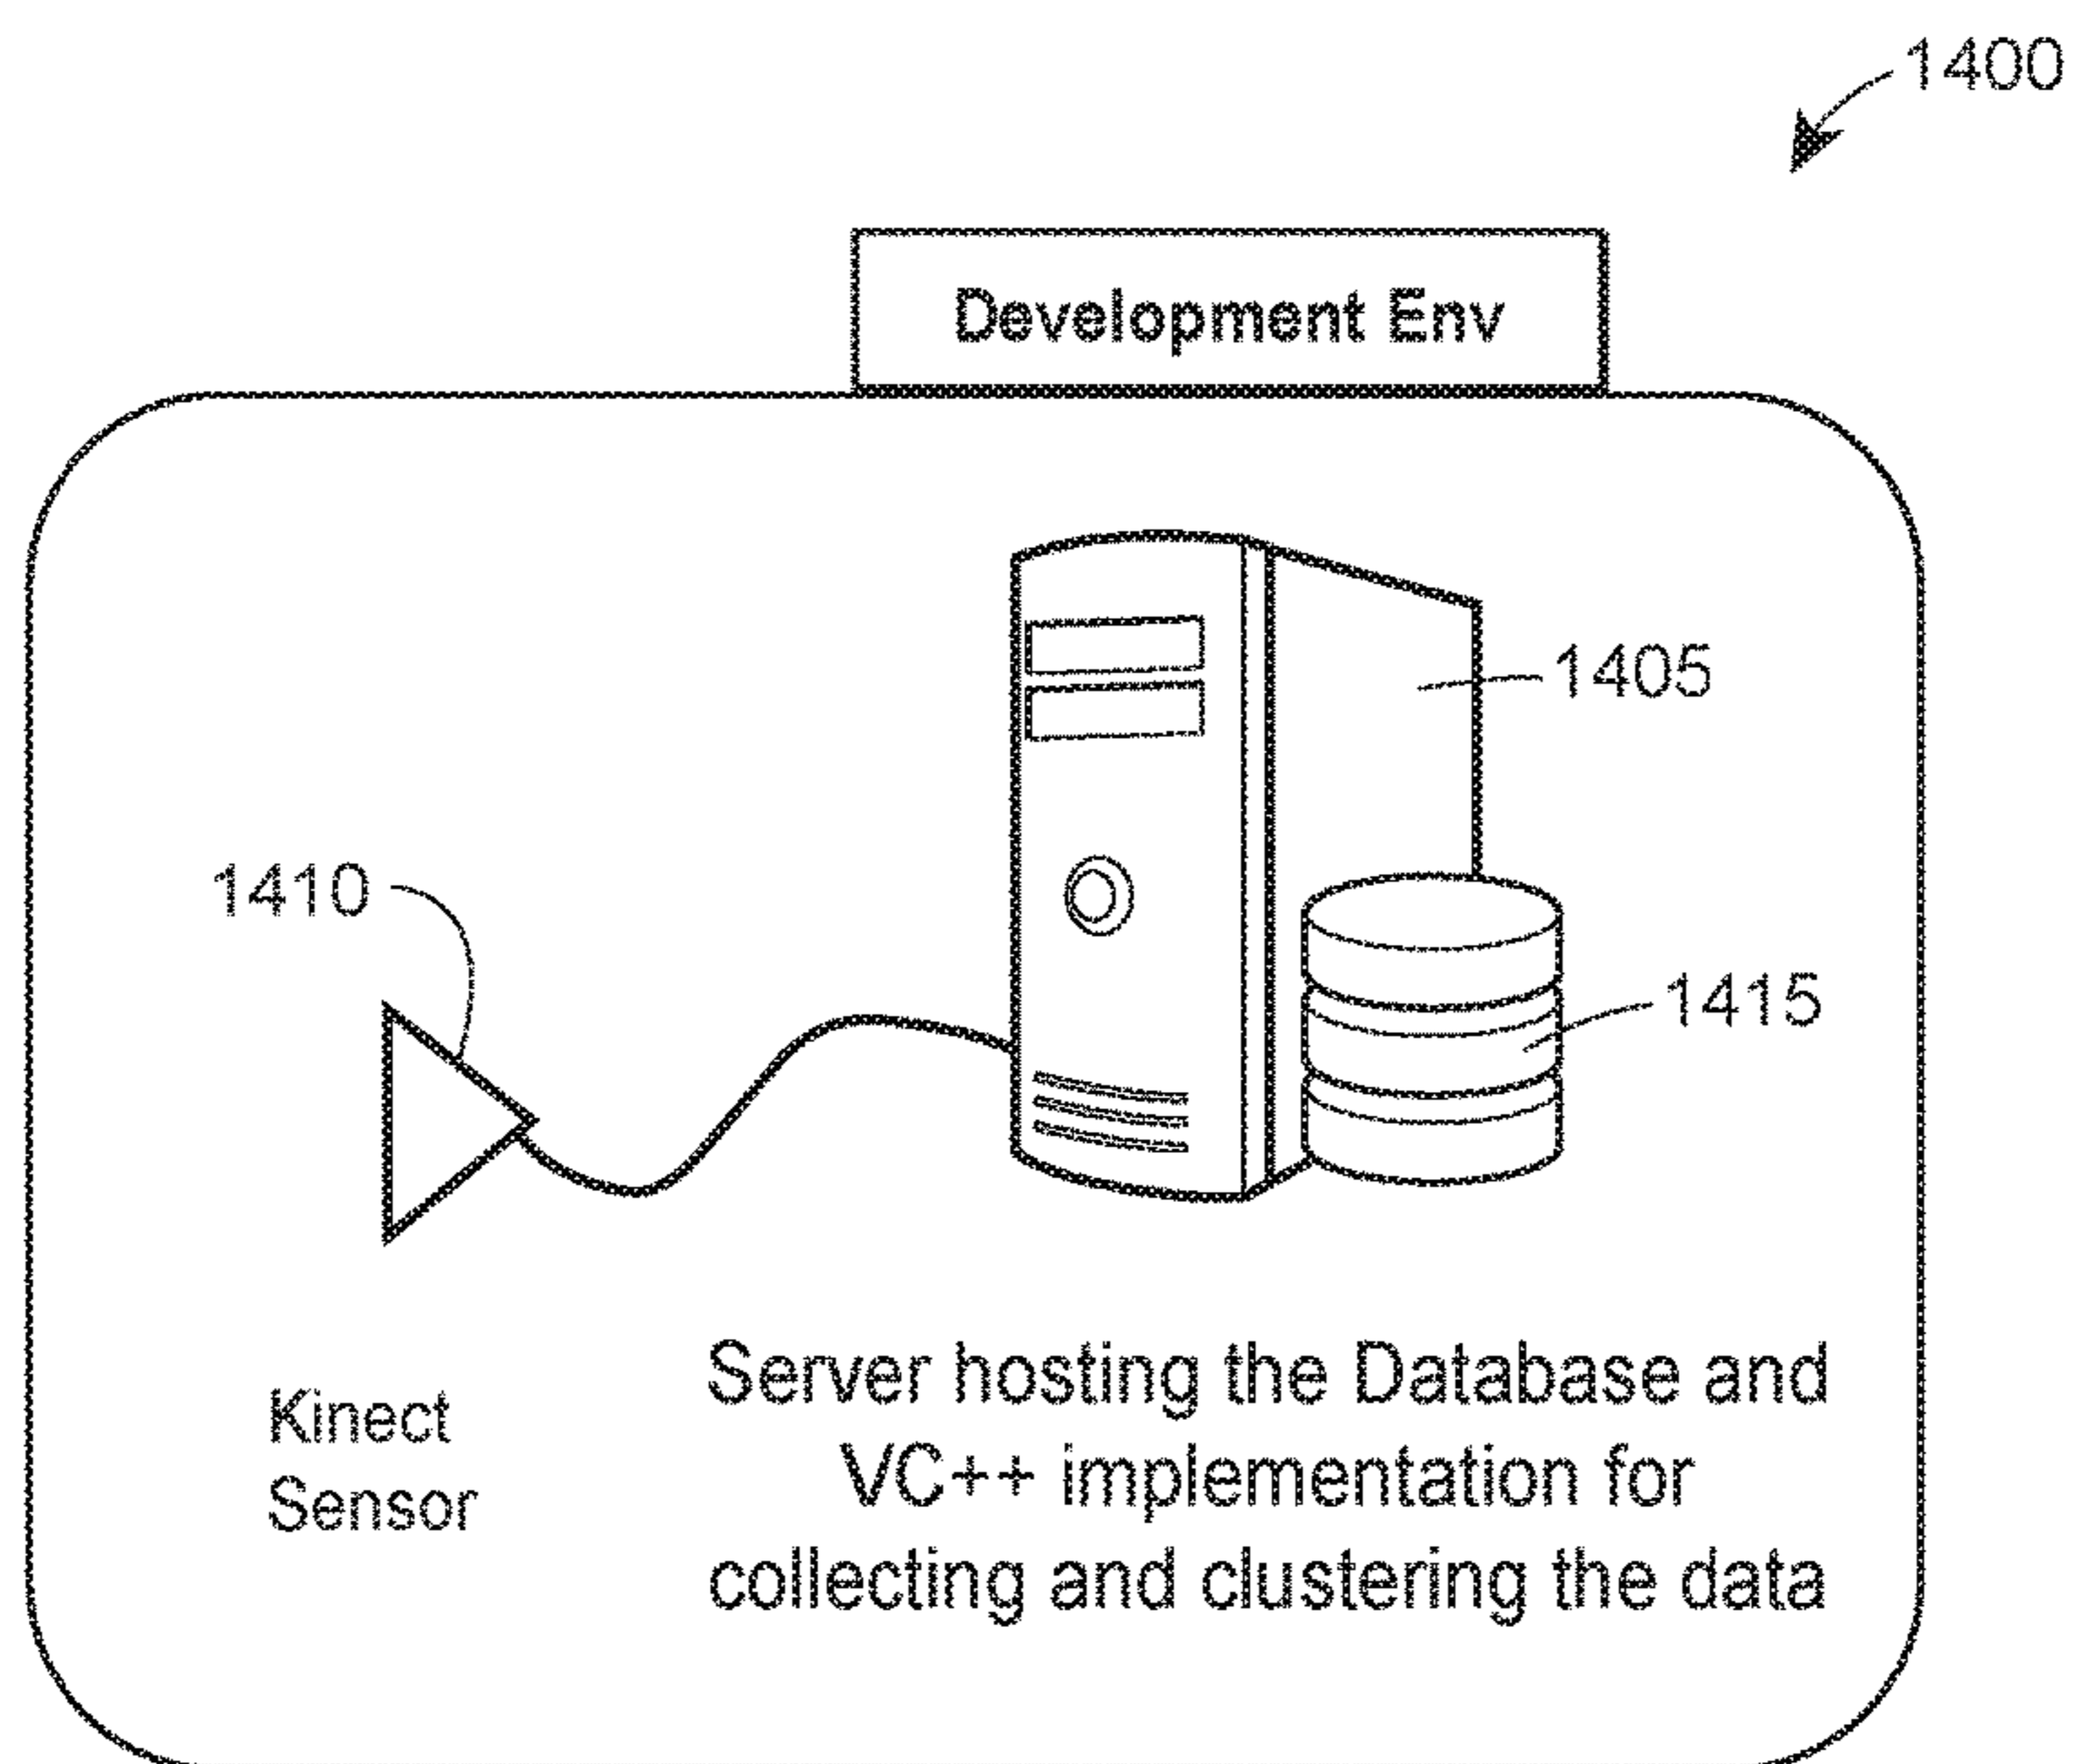 1400
Development Env
1405
1410
1415
Kinect
Sensor
Server hosting the Database and
VC++ implementation for
collecting and clustering the data